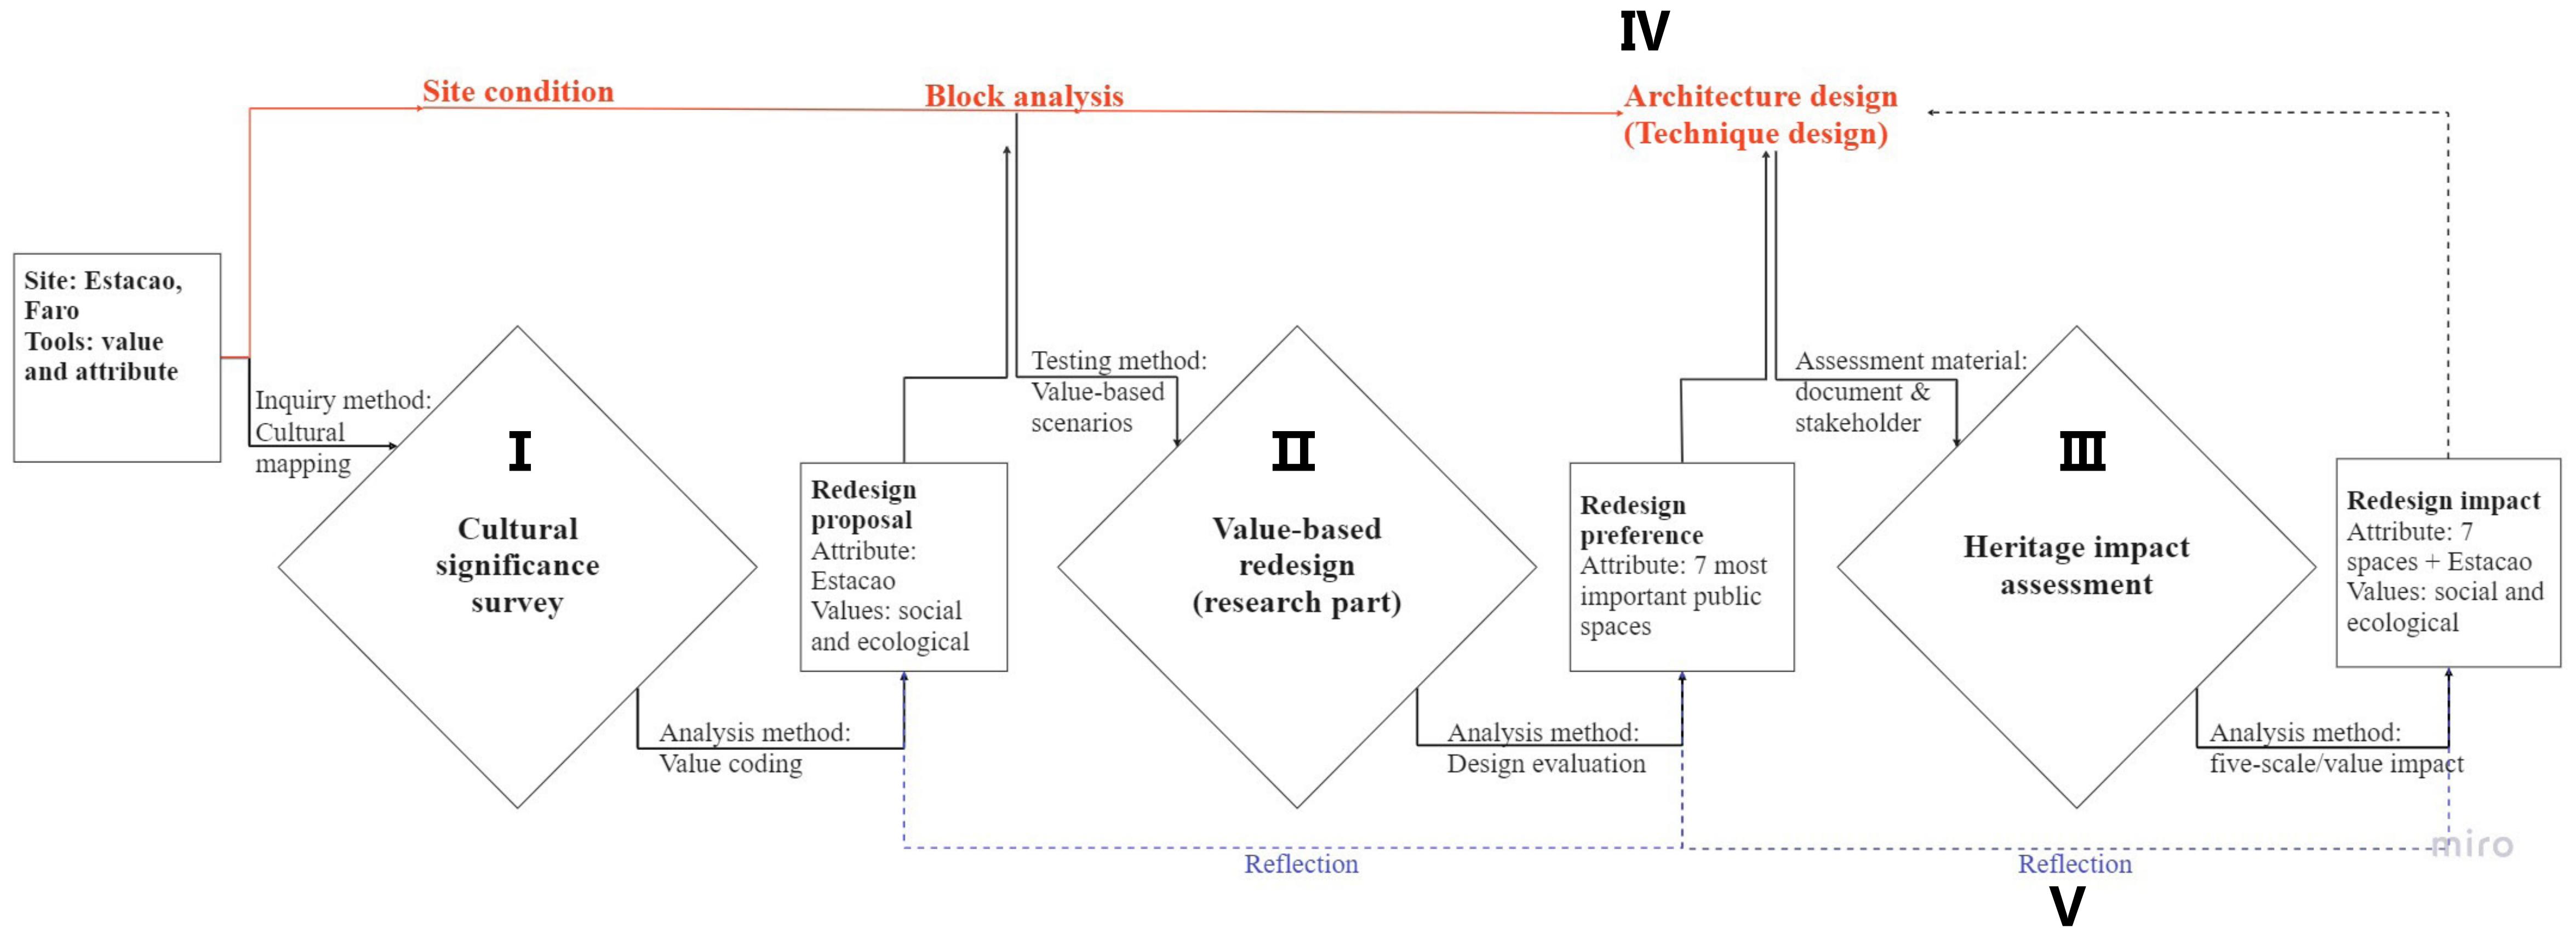 IV
Site condition
Block analysis
Architecture design
(Technique design)
Site: Estacao,
Faro
Tools: value
and attribute
Inquiry method:
Cultural
mapping
I
Cultural
significance
survey
Analysis method:
Value coding
Redesign
proposal
Attribute:
Estacao
Values: social
and ecological
Testing method:
Value-based
scenarios
II
Value-based
redesign
(research part)
Analysis method:
Design evaluation
Redesign
preference
Attribute: 7 most
important public
spaces
Assessment material:
document &
stakeholder
III
Heritage impact
assessment
Analysis method:
five-scale/value impact
Redesign impact
Attribute: 7
spaces + Estacao
Values: social and
ecological
Reflection
Reflection
miro
V